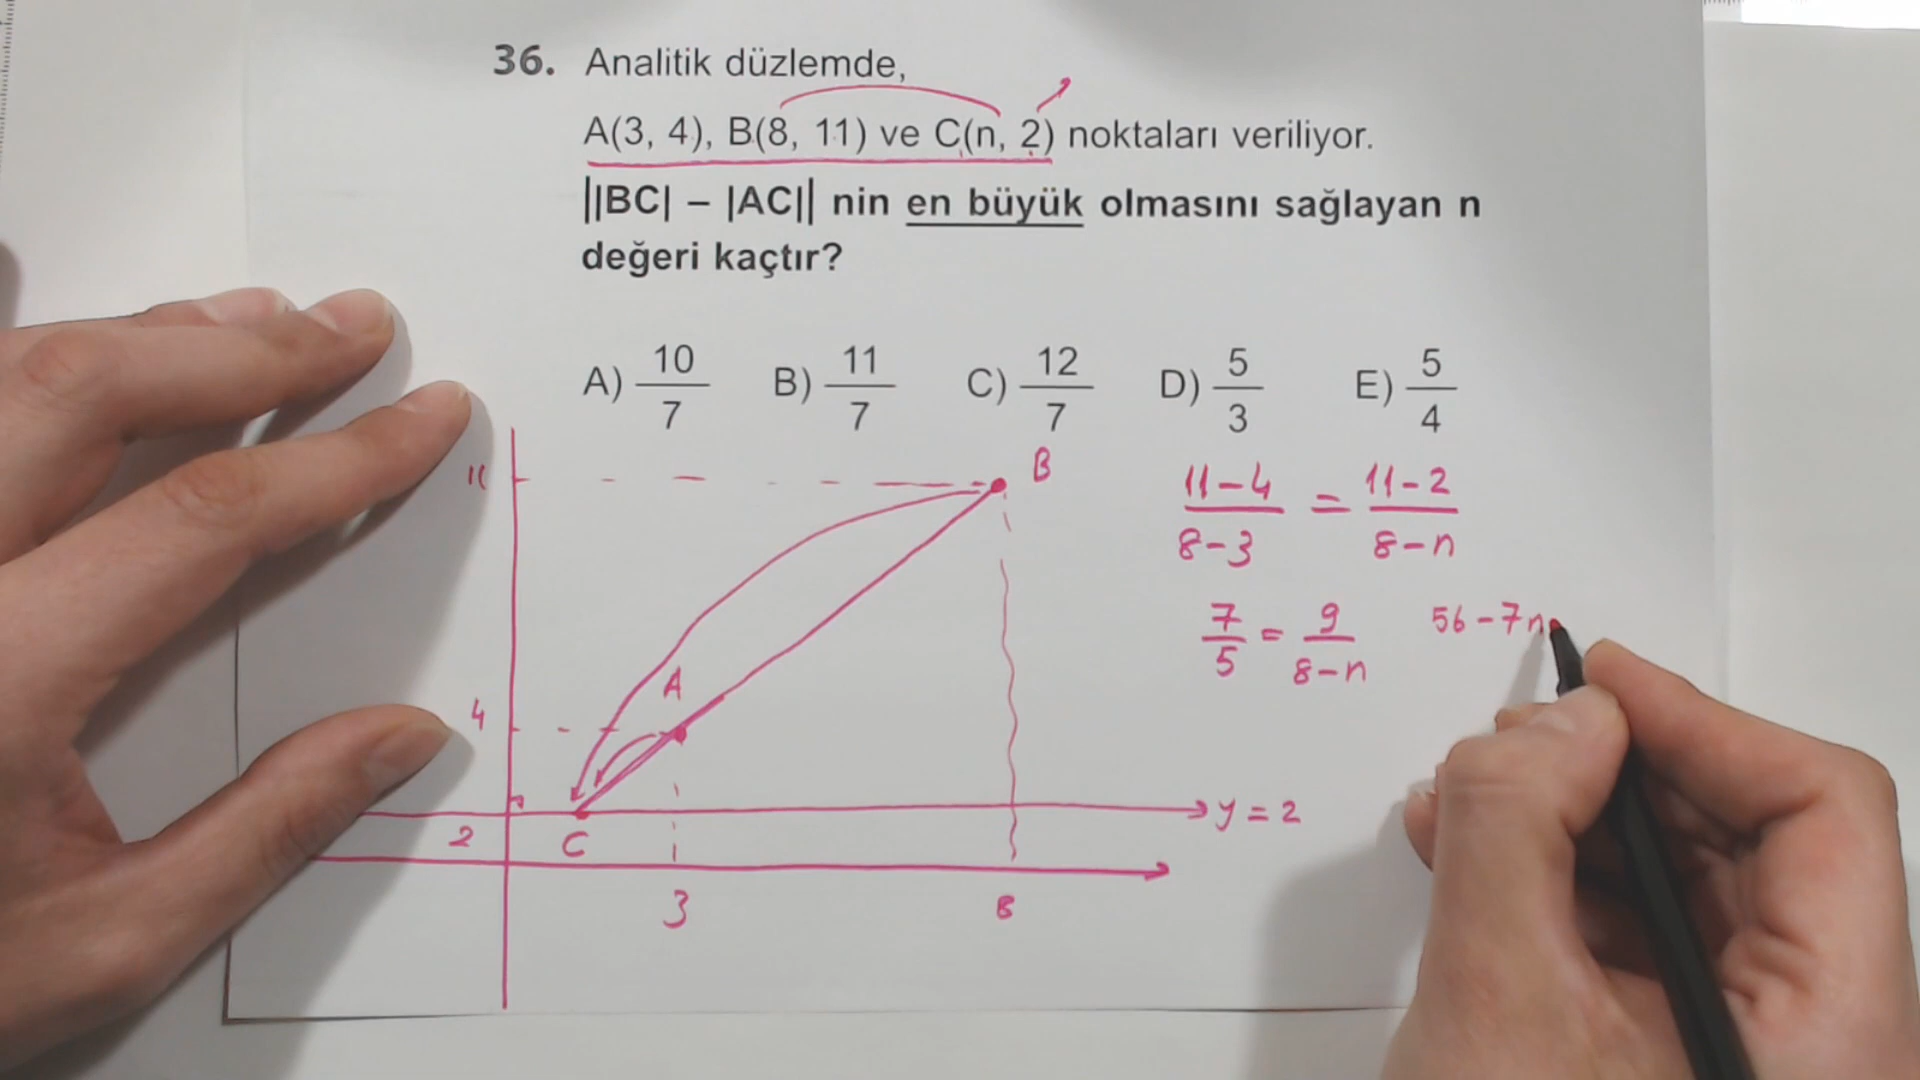 36. Analitik düzlemde,
A(3, 4), B(8, 11) ve C(n, 2) noktaları veriliyor.
||BC| – |AC|| nin en büyük olmasını sağlayan n
değeri kaçtır?
A) 10/7 B) 11/7 C) 12/7 D) 5/3 E) 5/4
11 B
11-4/8-3 = 11-2/8-n
7/5 = 9/8-n 56-7n
A
4
y=2
2 C
3 8